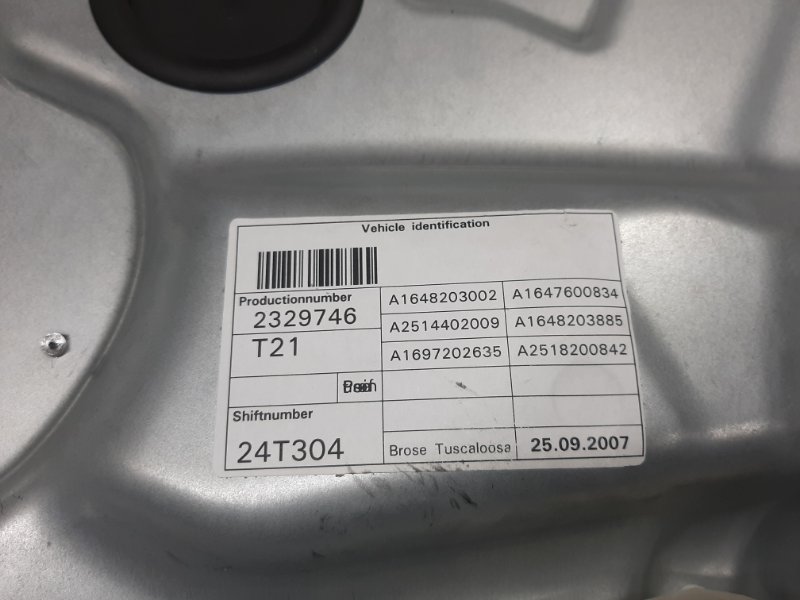 Vehicle identification
Productionnumber
2329746
T21
A1648203002 A1647600834
A2514402009 A1648203885
A1697202635 A2518200842
Shiftnumber
24T304
Brose Tuscaloosa 25.09.2007